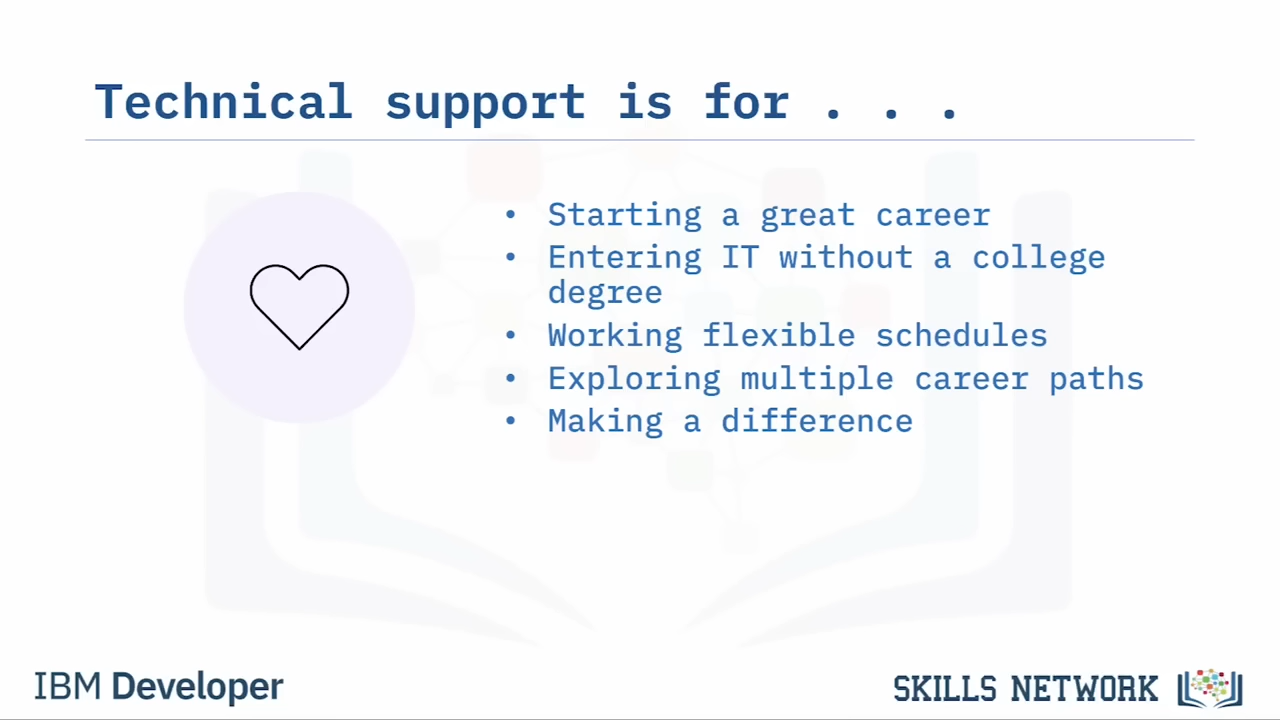 Technical support is for . . .
• Starting a great career
• Entering IT without a college
degree
• Working flexible schedules
• Exploring multiple career paths
• Making a difference
IBM Developer
SKILLS NETWORK